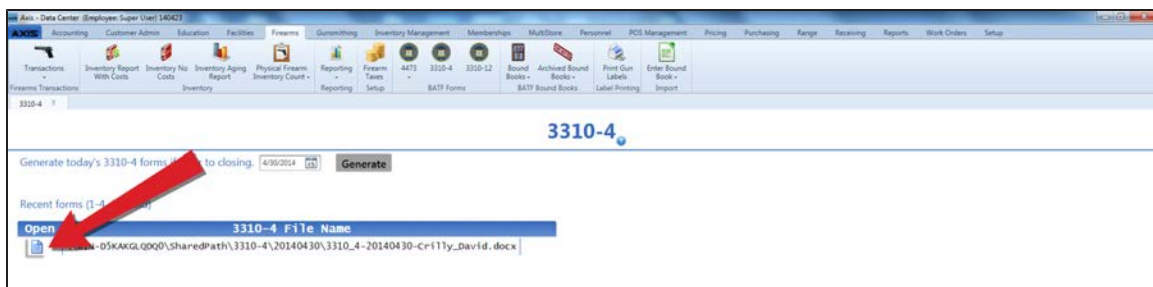 Axis - Data Center: (Employee: Super User) 140423
AXIS Accounting Customer Admin Education Facilities Firearms Gunsmithing Inventory Management Memberships MultiStore Personnel POS Management Pricing Purchasing Range Receiving Reports Work Orders Setup
Transactions Inventory Report With Costs Inventory No Costs Inventory Aging Report Physical Firearm Inventory Count Reporting Firearm Taxes 4473 3310-4 3310-12 Bound Books Archived Bound Books Print Gun Labels Enter Bound Book
Firearms Transactions Inventory Reporting Setup BATF Forms BATF Bound Books Label Printing Import
3310-4 X
3310-4
Generate today's 3310-4 forms to closing. 4/30/2014 15 Generate
Recent forms (1-4
Open 3310-4 File Name
-D5KAKGLQDQ0\SharedPath\3310-4\20140430\3310_4-20140430-Crilly_David.docx